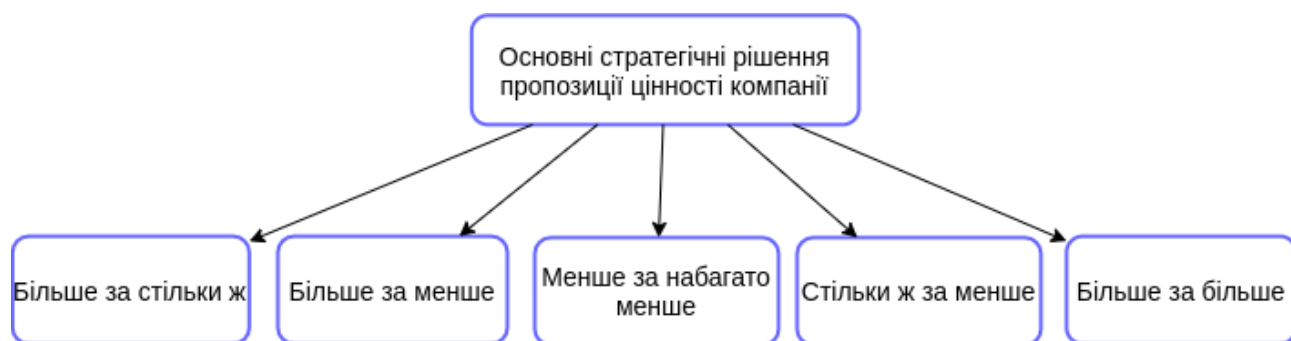 Основні стратегічні рішення
пропозиції цінності компанії
Більше за стільки ж
Більше за менше
Менше за набагато
менше
Стільки ж за менше
Більше за більше